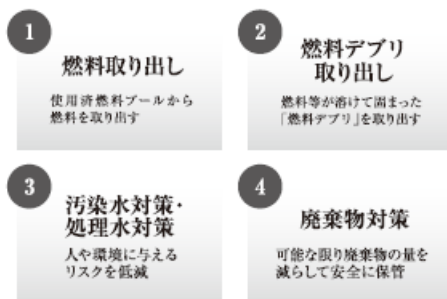 1
燃料取り出し
使用済燃料プールから
燃料を取り出す
2
燃料デブリ
取り出し
燃料等が溶けて固まった
「燃料デブリ」を取り出す
3
汚染水対策・
処理水対策
人や環境に与える
リスクを低減
4
廃棄物対策
可能な限り廃棄物の量を
減らして安全に保管